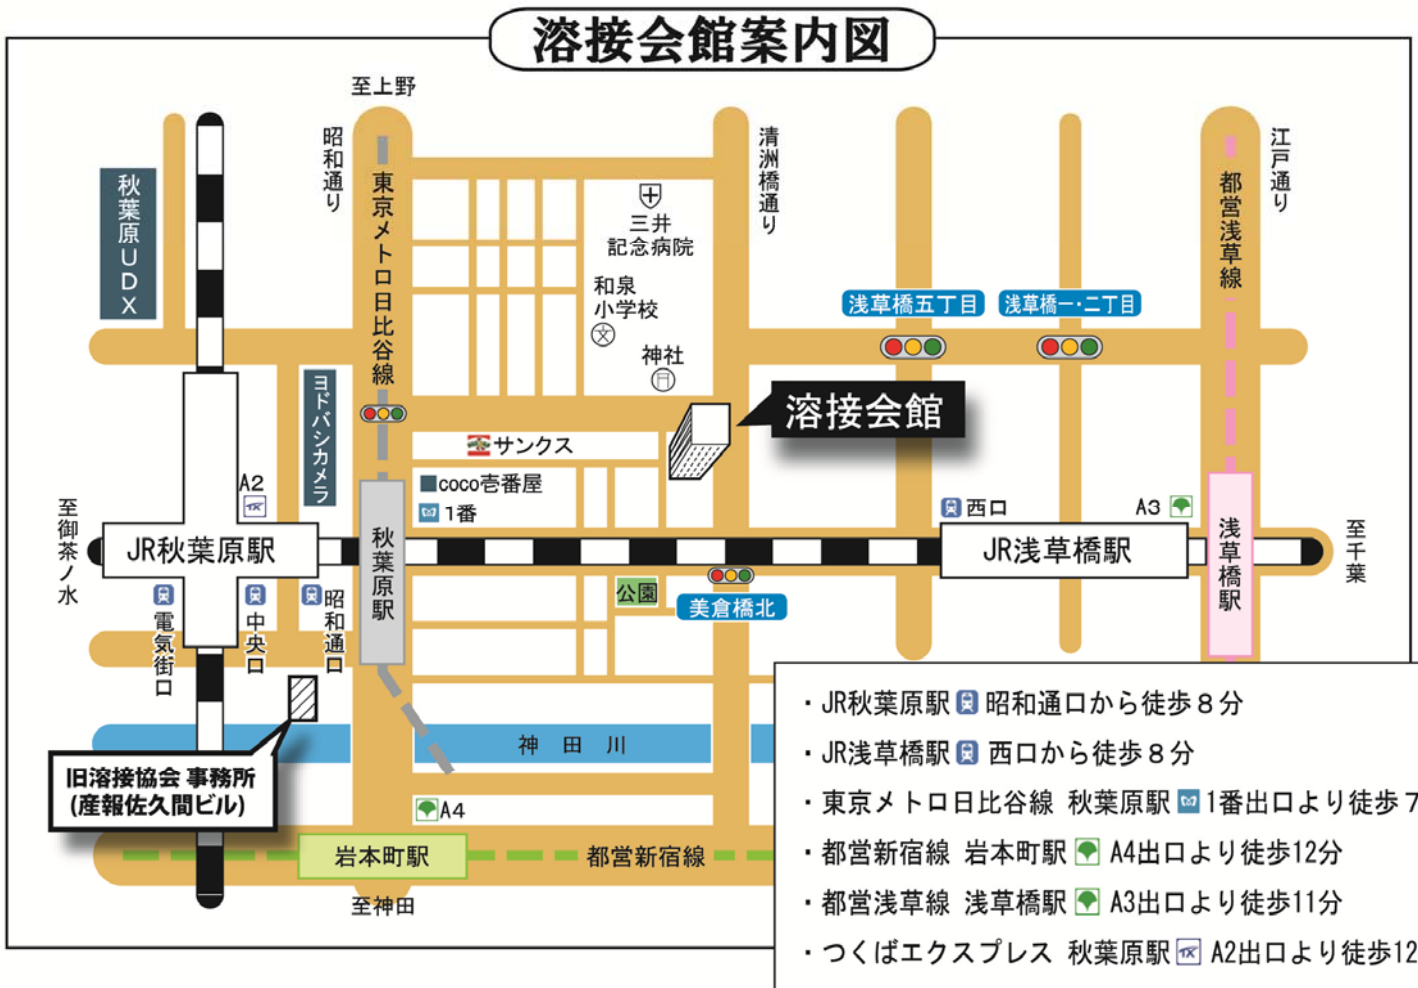 溶接会館案内図
至上野
昭和通り
東京メトロ日比谷線
清洲橋通り
江戸通り
都営浅草線
秋葉原UDX
三井
記念病院
和泉
小学校
文
神社
浅草橋五丁目
浅草橋一・二丁目
溶接会館
ヨドバシカメラ
サンクス
coco壱番屋
1番
A2
TX
至御茶ノ水
JR秋葉原駅
秋葉原駅
西口
A3
JR浅草橋駅
浅草橋駅
至千葉
電気街口
中央口
昭和通口
公園
美倉橋北
神田川
旧溶接協会 事務所
(産報佐久間ビル)
A4
岩本町駅
都営新宿線
至神田
・JR秋葉原駅 昭和通口から徒歩8分
・JR浅草橋駅 西口から徒歩8分
・東京メトロ日比谷線 秋葉原駅 1番出口より徒歩7
・都営新宿線 岩本町駅 A4出口より徒歩12分
・都営浅草線 浅草橋駅 A3出口より徒歩11分
・つくばエクスプレス 秋葉原駅 TX A2出口より徒歩12